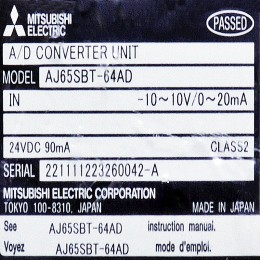 MITSUBISHI
ELECTRIC
PASSED
A/D CONVERTER UNIT
MODEL AJ65SBT-64AD
IN -10~10V/0~20mA
24VDC 90mA CLASS2
SERIAL 221111223260042-A
MITSUBISHI ELECTRIC CORPORATION
TOKYO 100-8310, JAPAN MADE IN JAPAN
See AJ65SBT-64AD instruction manual.
Voyez AJ65SBT-64AD mode d'emploi.